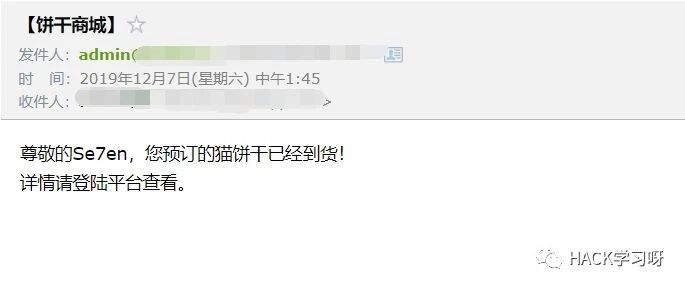 【饼干商城】
发件人：admin
时 间：2019年12月7日(星期六) 中午1:45
收件人：
尊敬的Se7en，您预订的猫饼干已经到货！
详情请登陆平台查看。
HACK学习呀